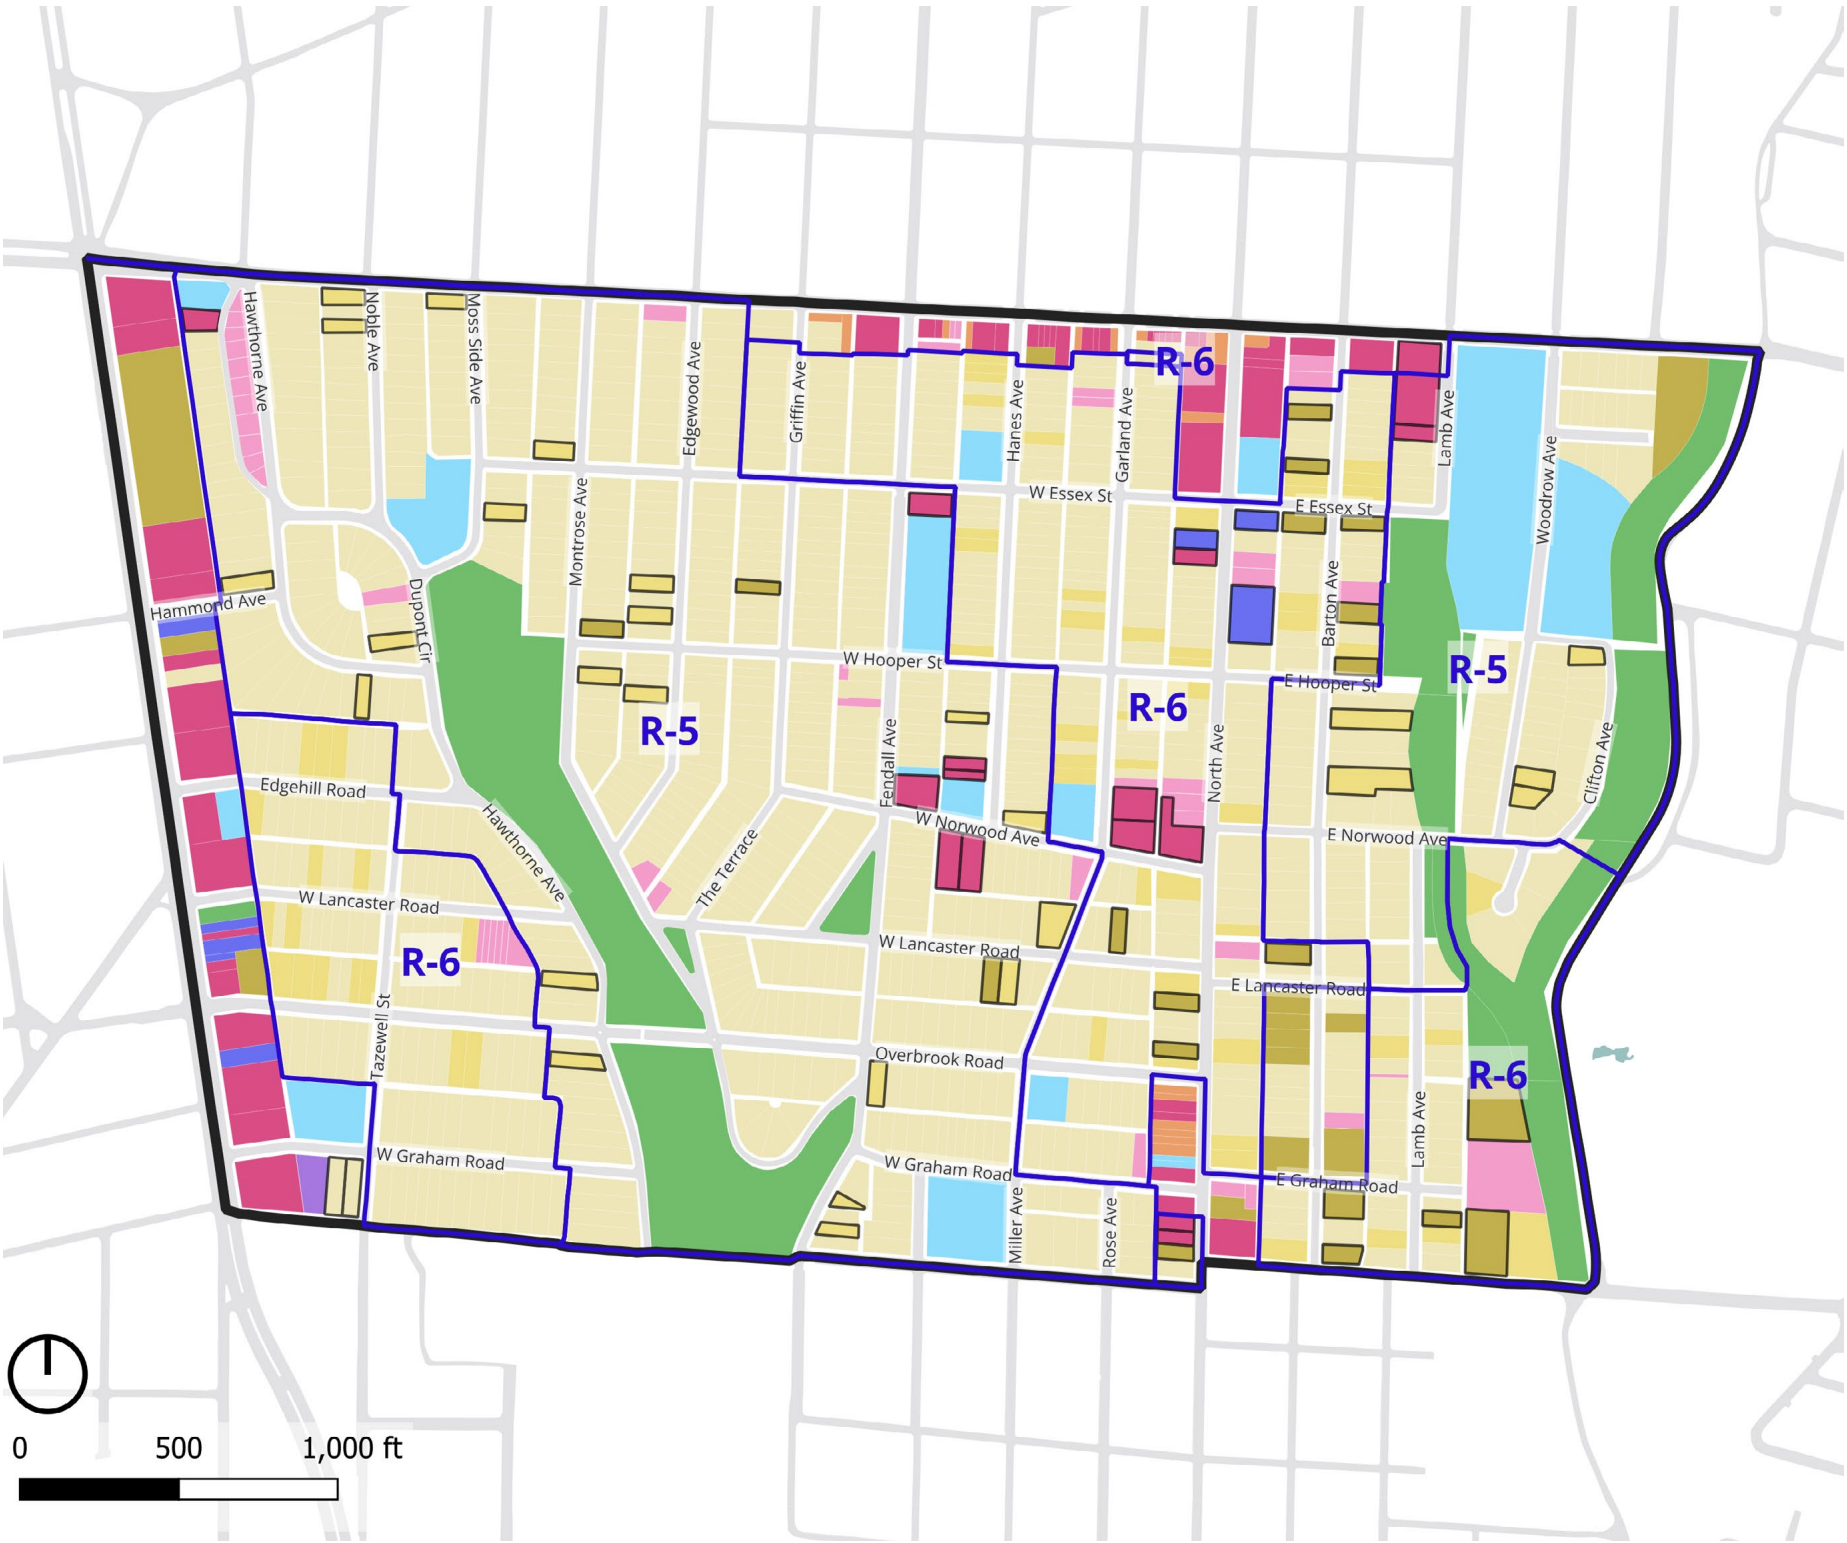 Hawthorne Ave
Noble Ave
Moss Side Ave
Edgewood Ave
Griffin Ave
Hanes Ave
Garland Ave
R-6
Lamb Ave
Woodrow Ave
Montrose Ave
W Essex St
E Essex St
Hammond Ave
Dupont Cir
Barton Ave
W Hooper St
E Hooper St
R-5
R-5
R-6
Fendall Ave
North Ave
Clifton Ave
Edgehill Road
Hawthorne Ave
The Terrace
W Norwood Ave
E Norwood Ave
W Lancaster Road
W Lancaster Road
E Lancaster Road
R-6
Tazewell St
Overbrook Road
R-6
Lamb Ave
W Graham Road
W Graham Road
E Graham Road
Miller Ave
Rose Ave
0 500 1,000 ft